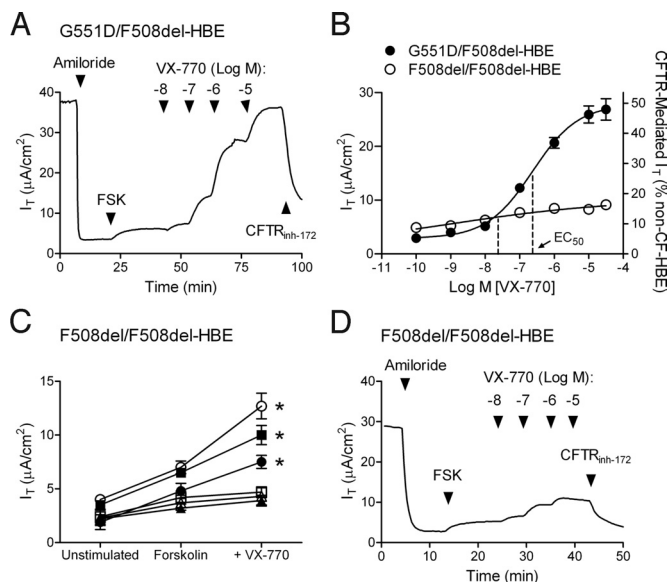 A
G551D/F508del-HBE
Amiloride
VX-770 (Log M):
-8 -7 -6 -5
FSK
CFTRinh-172
40
30
20
10
0
IT (μA/cm2)
0 25 50 75 100
Time (min)
B
G551D/F508del-HBE
F508del/F508del-HBE
40
30
20
10
0
IT (μA/cm2)
50
40
30
20
10
0
CFTR-Mediated IT (% non-CF-HBE)
EC50
-10 -9 -8 -7 -6 -5 -4
Log M [VX-770]
C
F508del/F508del-HBE
15
10
5
0
IT (μA/cm2)
*
*
*
Unstimulated Forskolin + VX-770
D
F508del/F508del-HBE
Amiloride
VX-770 (Log M):
-8 -7 -6 -5
FSK
CFTRinh-172
40
30
20
10
0
IT (μA/cm2)
0 10 20 30 40 50
Time (min)